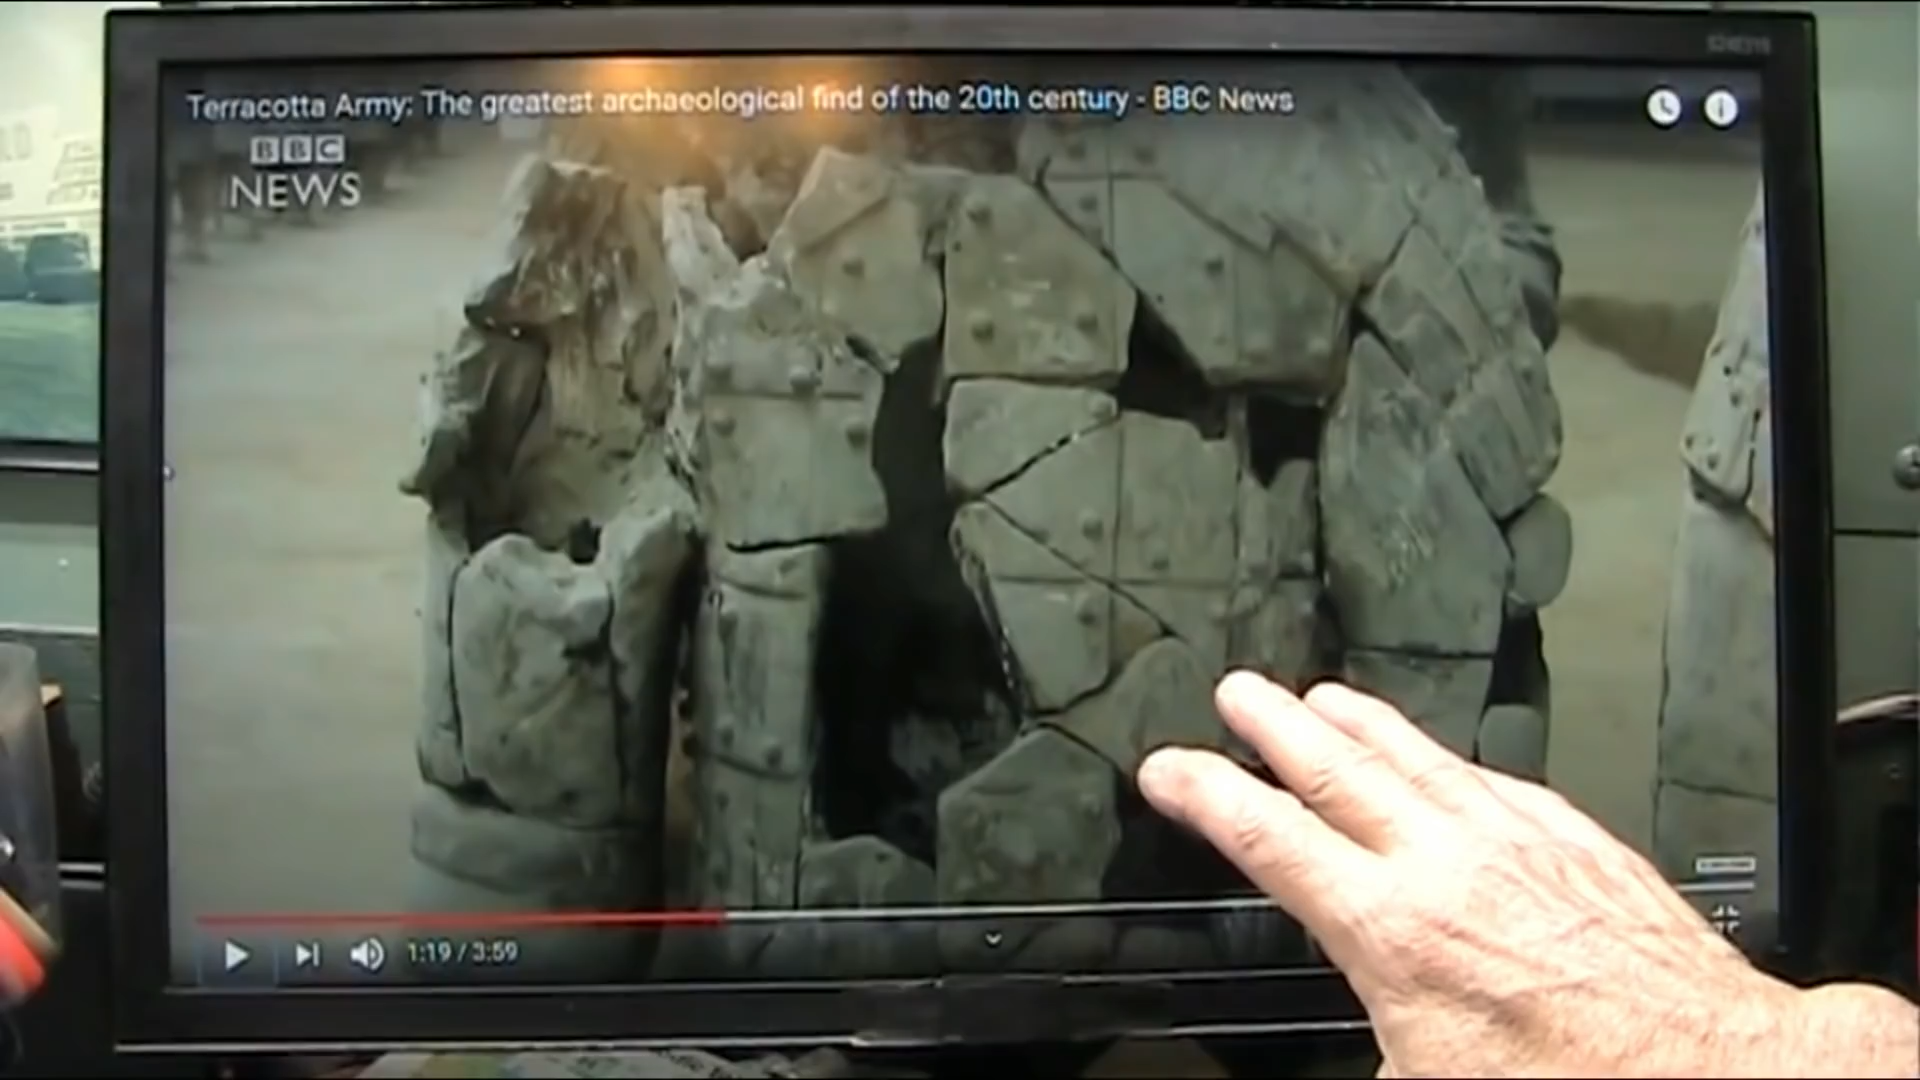 Terracotta Army: The greatest archaeological find of the 20th century - BBC News
BBC
NEWS
1:19 / 3:59